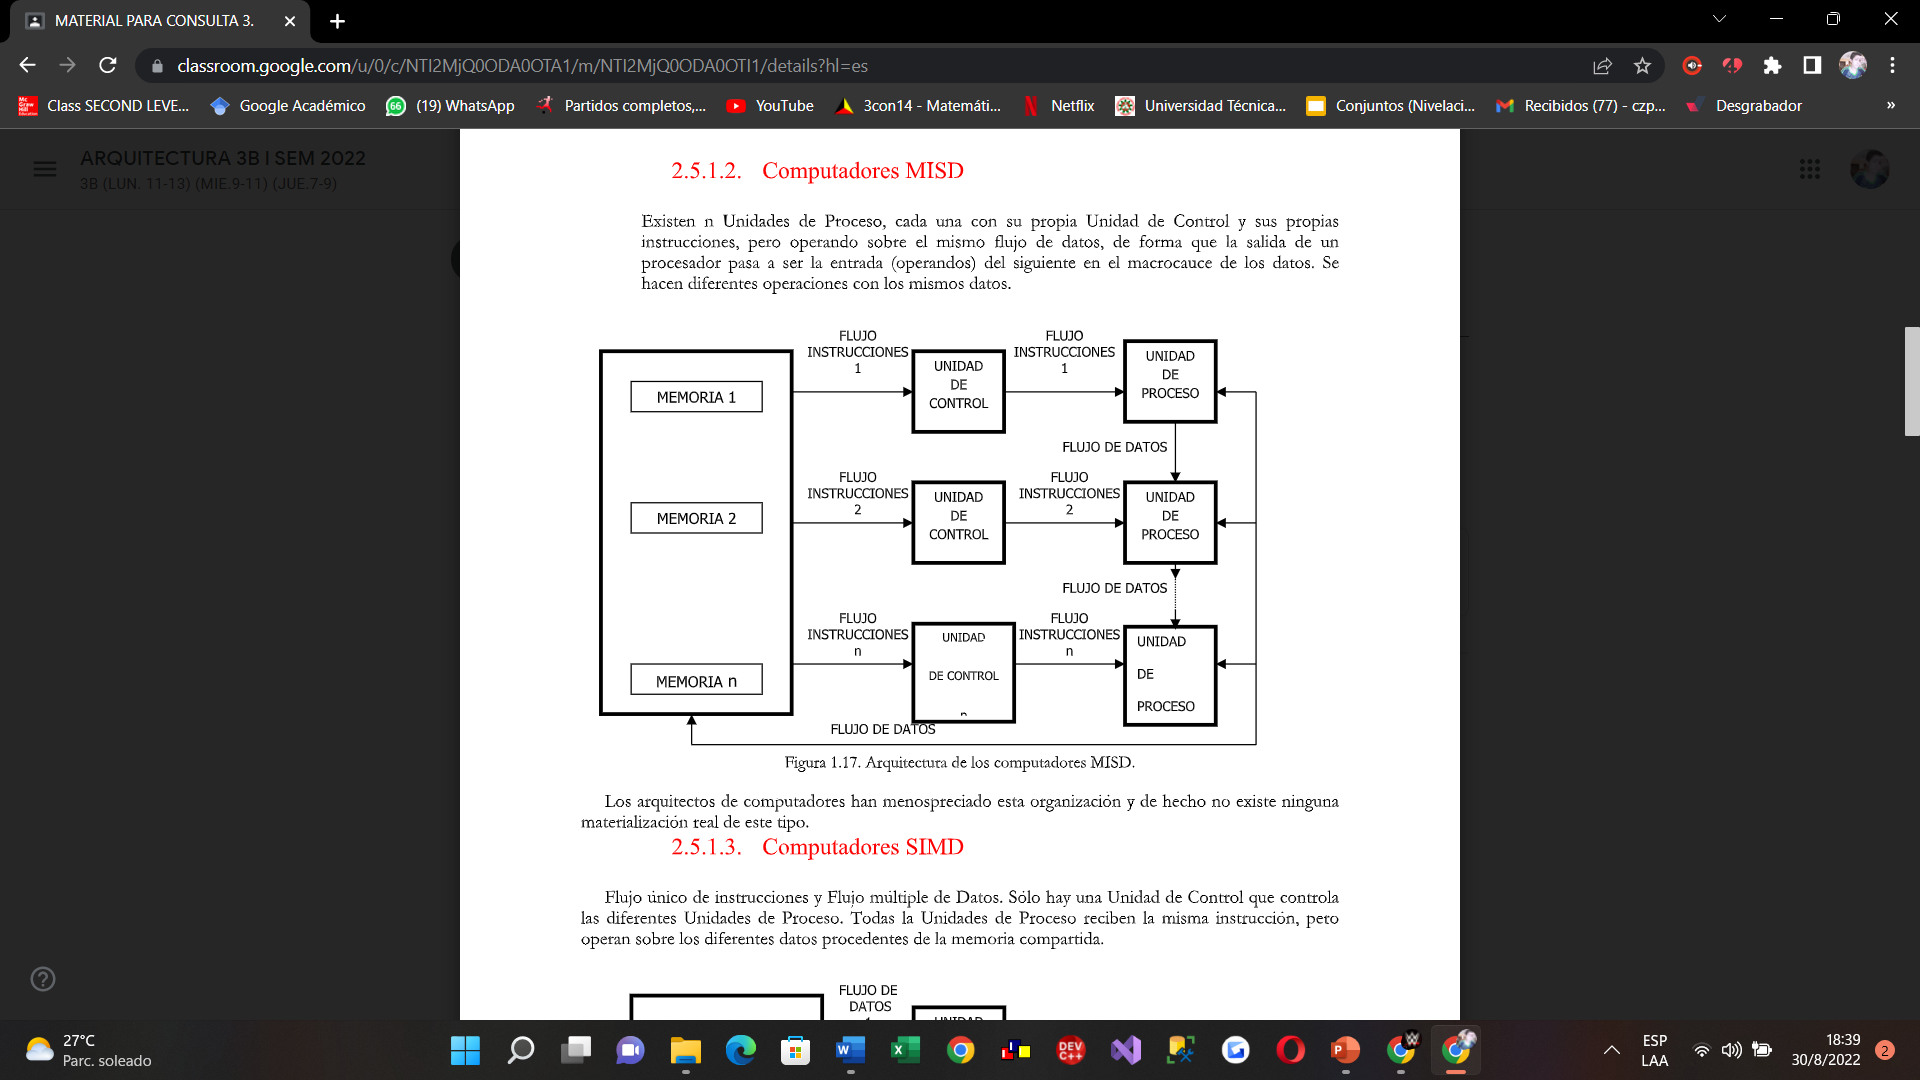 MATERIAL PARA CONSULTA 3.
classroom.google.com/u/0/c/NTI2MjQ0ODA0OTA1/m/NTI2MjQ0ODA0OTI1/details?hl=es
Class SECOND LEVE... Google Académico (19) WhatsApp Partidos completos,... YouTube 3con14 - Matemáti... Netflix Universidad Técnica... Conjuntos (Nivelaci... Recibidos (77) - czp... Desgrabador »
ARQUITECTURA 3B I SEM 2022
3B (LUN. 11-13) (MIE.9-11) (JUE.7-9)
2.5.1.2. Computadores MISD
Existen n Unidades de Proceso, cada una con su propia Unidad de Control y sus propias
instrucciones, pero operando sobre el mismo flujo de datos, de forma que la salida de un
procesador pasa a ser la entrada (operandos) del siguiente en el macrocauce de los datos. Se
hacen diferentes operaciones con los mismos datos.
MEMORIA 1
FLUJO
INSTRUCCIONES
1
UNIDAD
DE
CONTROL
FLUJO
INSTRUCCIONES
1
UNIDAD
DE
PROCESO
FLUJO DE DATOS
MEMORIA 2
FLUJO
INSTRUCCIONES
2
UNIDAD
DE
CONTROL
FLUJO
INSTRUCCIONES
2
UNIDAD
DE
PROCESO
FLUJO DE DATOS
MEMORIA n
FLUJO
INSTRUCCIONES
n
UNIDAD
DE CONTROL
FLUJO
INSTRUCCIONES
n
UNIDAD
DE
PROCESO
FLUJO DE DATOS
Figura 1.17. Arquitectura de los computadores MISD.
Los arquitectos de computadores han menospreciado esta organización y de hecho no existe ninguna
materialización real de este tipo.
2.5.1.3. Computadores SIMD
Flujo único de instrucciones y Flujo múltiple de Datos. Sólo hay una Unidad de Control que controla
las diferentes Unidades de Proceso. Todas la Unidades de Proceso reciben la misma instrucción, pero
operan sobre los diferentes datos procedentes de la memoria compartida.
FLUJO DE
DATOS
27°C
Parc. soleado
DEV
C++
ESP
LAA
18:39
30/8/2022
2